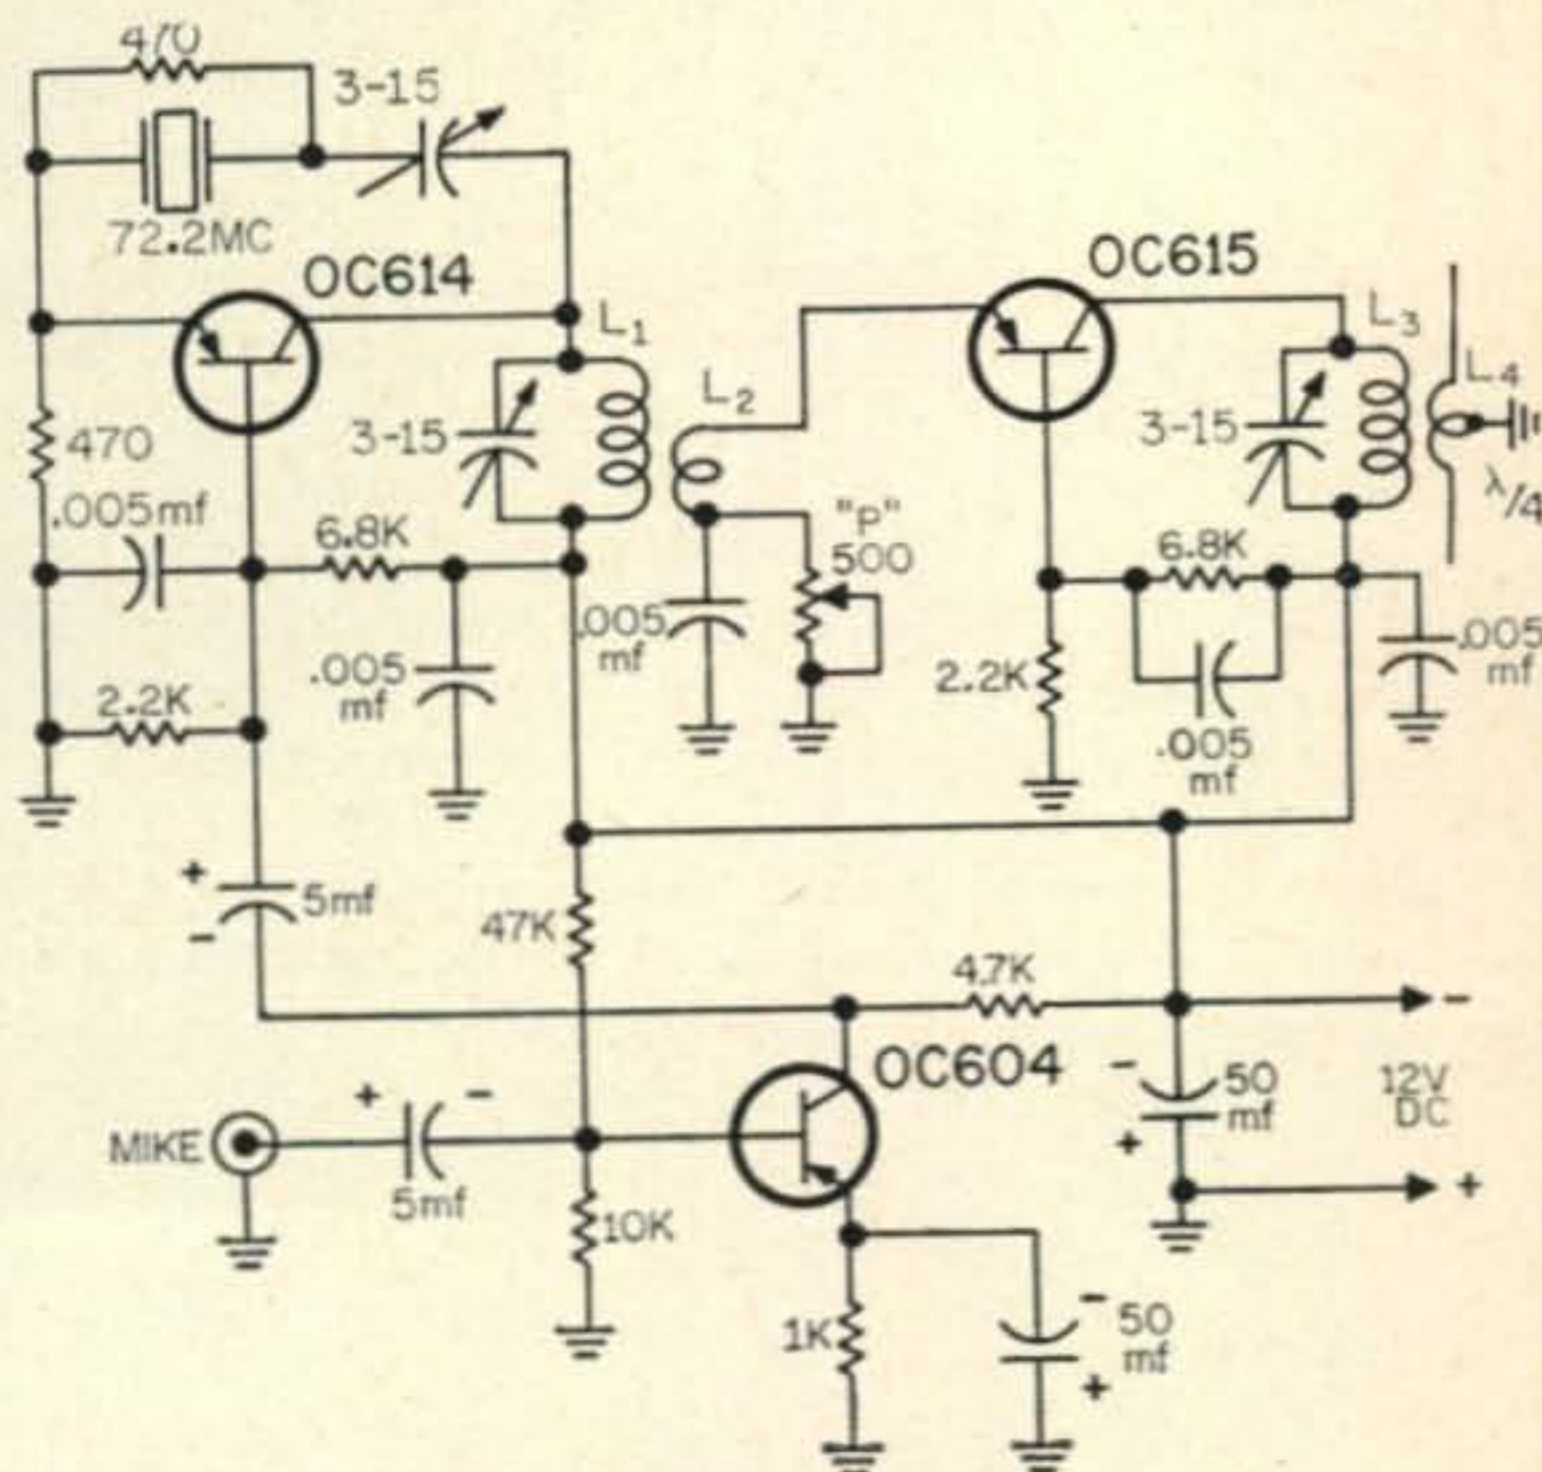 470
3-15
72.2MC
OC614
OC615
L1
L3
L4
L2
3-15
3-15
470
λ/4
.005mf
"P"
500
6.8K
6.8K
.005
mf
.005
mf
.005
mf
2.2K
2.2K
.005
mf
+
5mf
-
47K
4.7K
-
OC604
-
50
mf
+
12V
DC
+
MIKE
+
-
5mf
10K
1K
-
50
mf
+